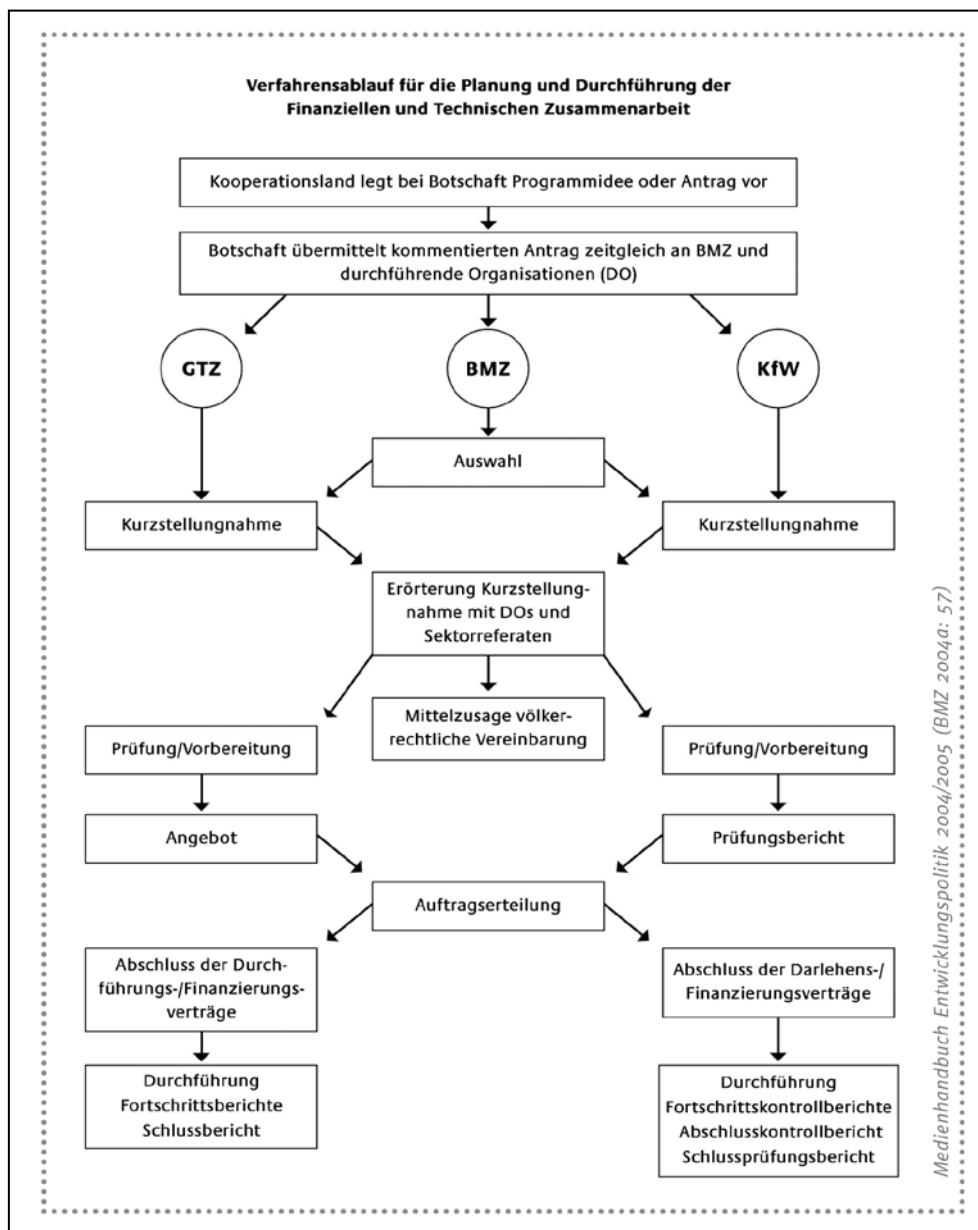 Verfahrensablauf für die Planung und Durchführung der
Finanziellen und Technischen Zusammenarbeit
Kooperationsland legt bei Botschaft Programmidee oder Antrag vor
Botschaft übermittelt kommentierten Antrag zeitgleich an BMZ und
durchführende Organisationen (DO)
GTZ
BMZ
KfW
Auswahl
Kurzstellungnahme
Kurzstellungnahme
Erörterung Kurzstellung-
nahme mit DOs und
Sektorreferaten
Mittelzusage völker-
rechtliche Vereinbarung
Prüfung/Vorbereitung
Prüfung/Vorbereitung
Angebot
Prüfungsbericht
Auftragserteilung
Abschluss der Durch-
führungs-/Finanzierungs-
verträge
Abschluss der Darlehens-/
Finanzierungsverträge
Durchführung
Fortschrittsberichte
Schlussbericht
Durchführung
Fortschrittskontrollberichte
Abschlusskontrollbericht
Schlussprüfungsbericht
Medienhandbuch Entwicklungspolitik 2004/2005 (BMZ 2004a: 57)